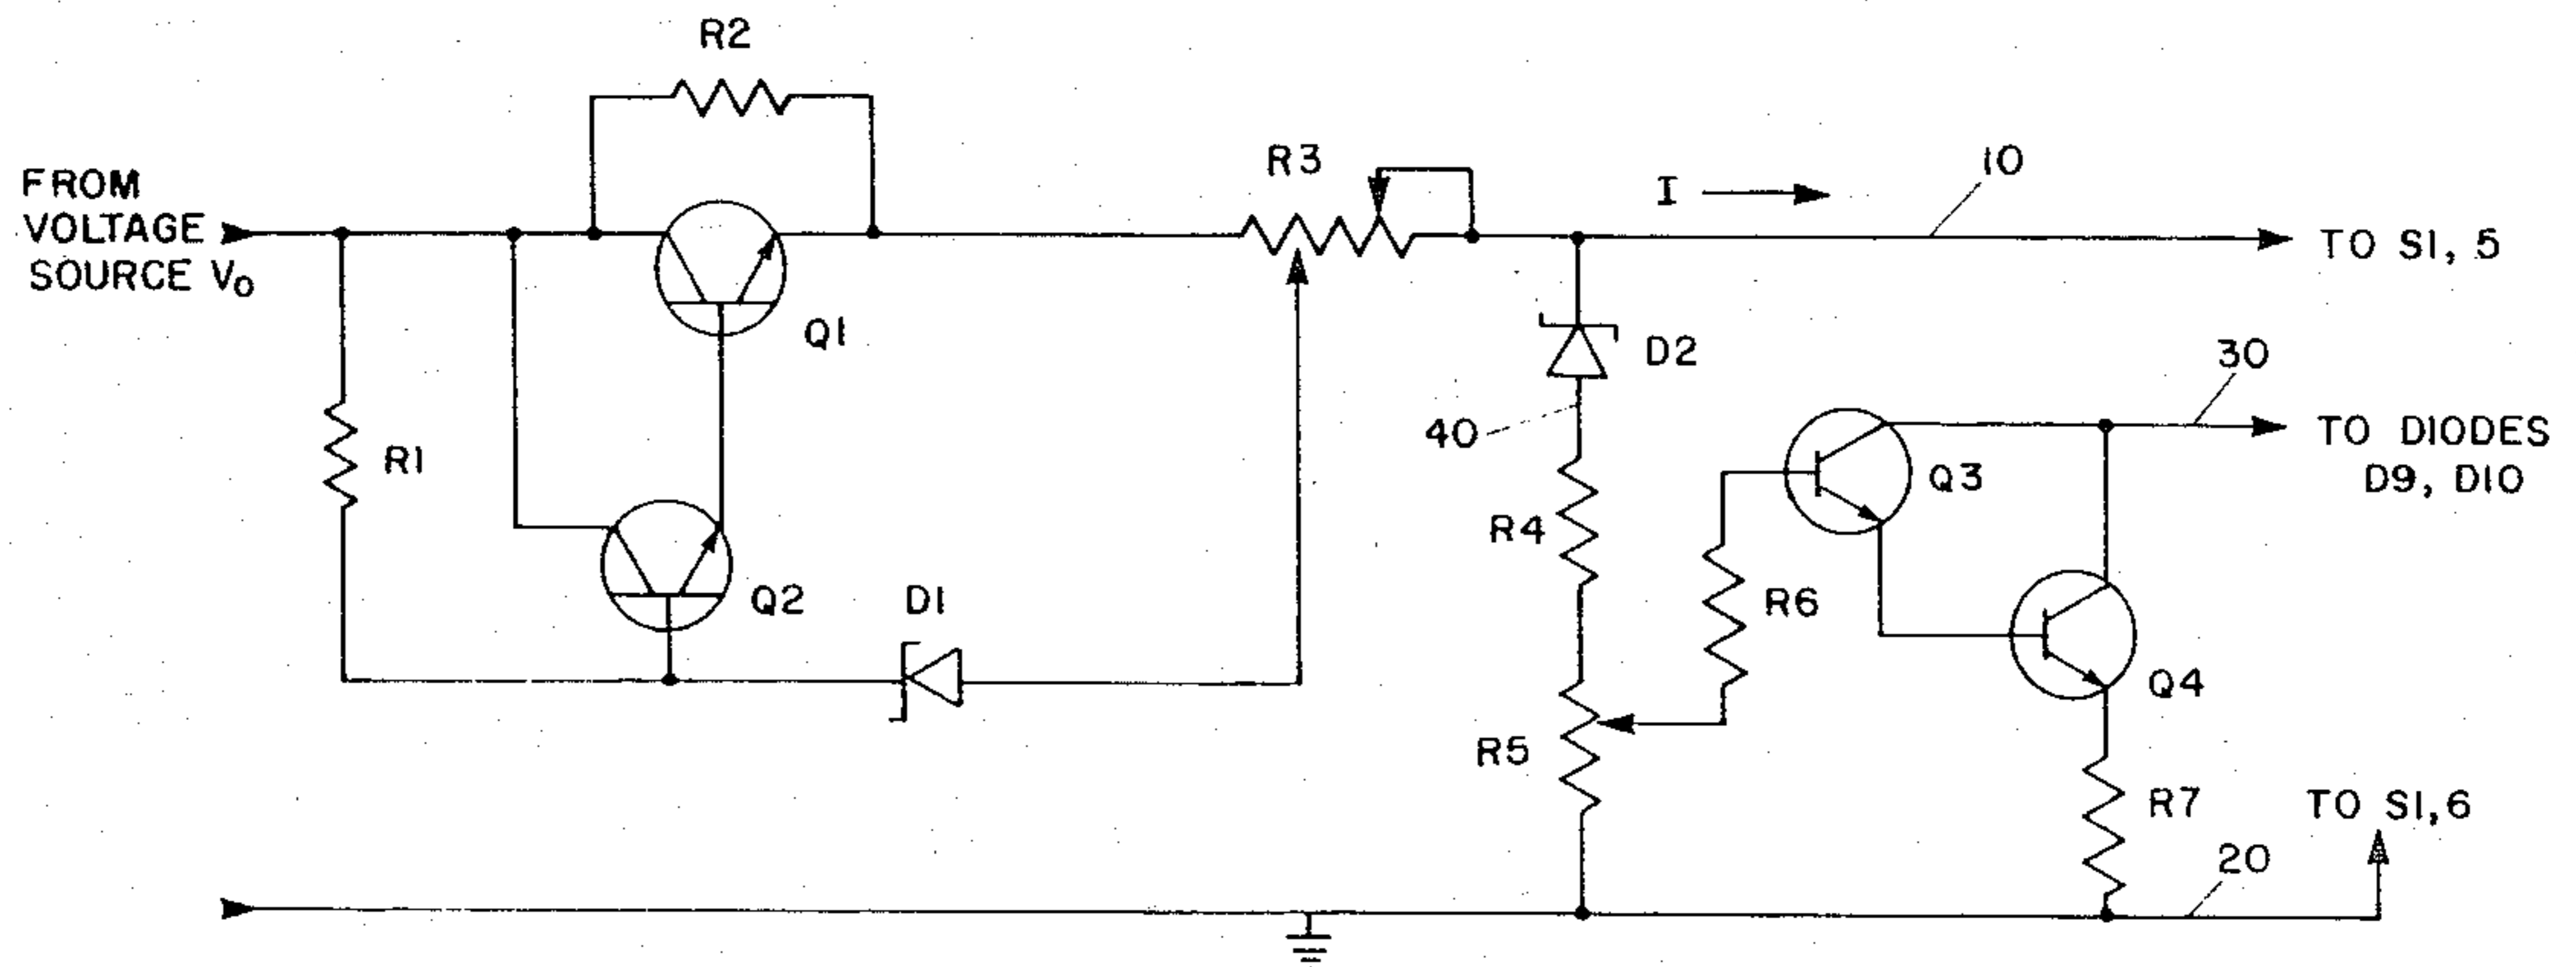 R2
FROM
VOLTAGE
SOURCE V₀
R3
I
10
TO S1, 5
Q1
D2
30
40
TO DIODES
D9, D10
R1
Q3
R4
Q2
D1
R6
Q4
R5
R7
TO S1,6
20